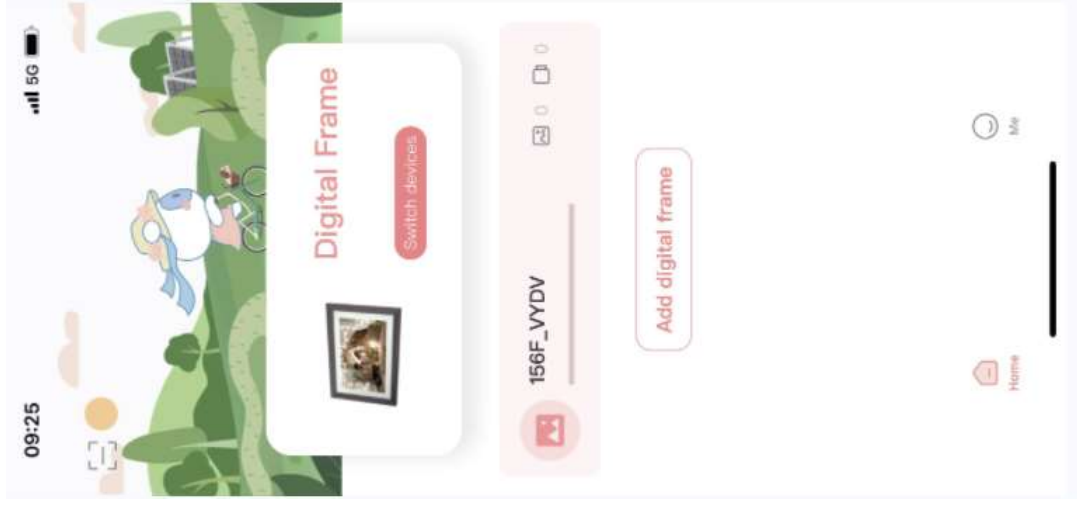 09:25
5G
Digital Frame
Switch devices
156F_VYDV
0
0
Add digital frame
Home
Me